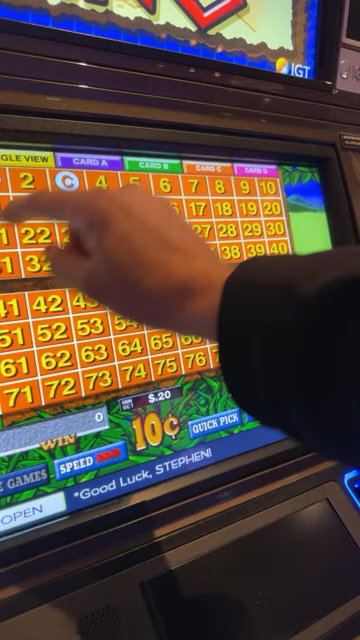 IGT
GLE VIEW CARD A CARD B CARD C CARD D
2 C 4 5 6 7 8 9 10
17 18 19 20
1 22 27 28 29 30
1 32 38 39 40
41 42 43
51 52 53 54
61 62 63 64 65 66
71 72 73 74 75 76
MIN BET $.20
0
WIN
10¢
QUICK PICK
E GAMES
SPEED
OPEN
*Good Luck, STEPHEN!